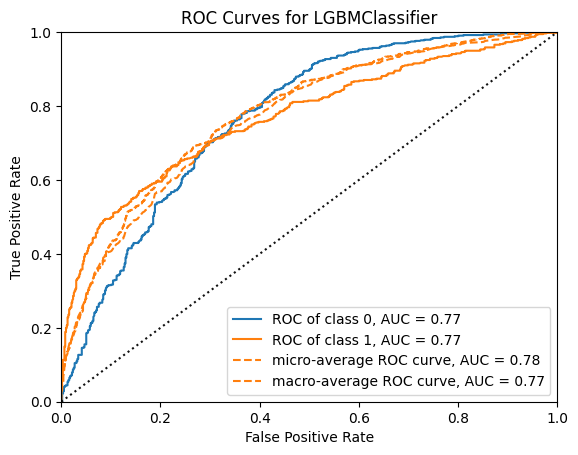 ROC Curves for LGBMClassifier
1.0
0.8
0.6
0.4
0.2
0.0
True Positive Rate
ROC of class 0, AUC = 0.77
ROC of class 1, AUC = 0.77
micro-average ROC curve, AUC = 0.78
macro-average ROC curve, AUC = 0.77
0.0 0.2 0.4 0.6 0.8 1.0
False Positive Rate